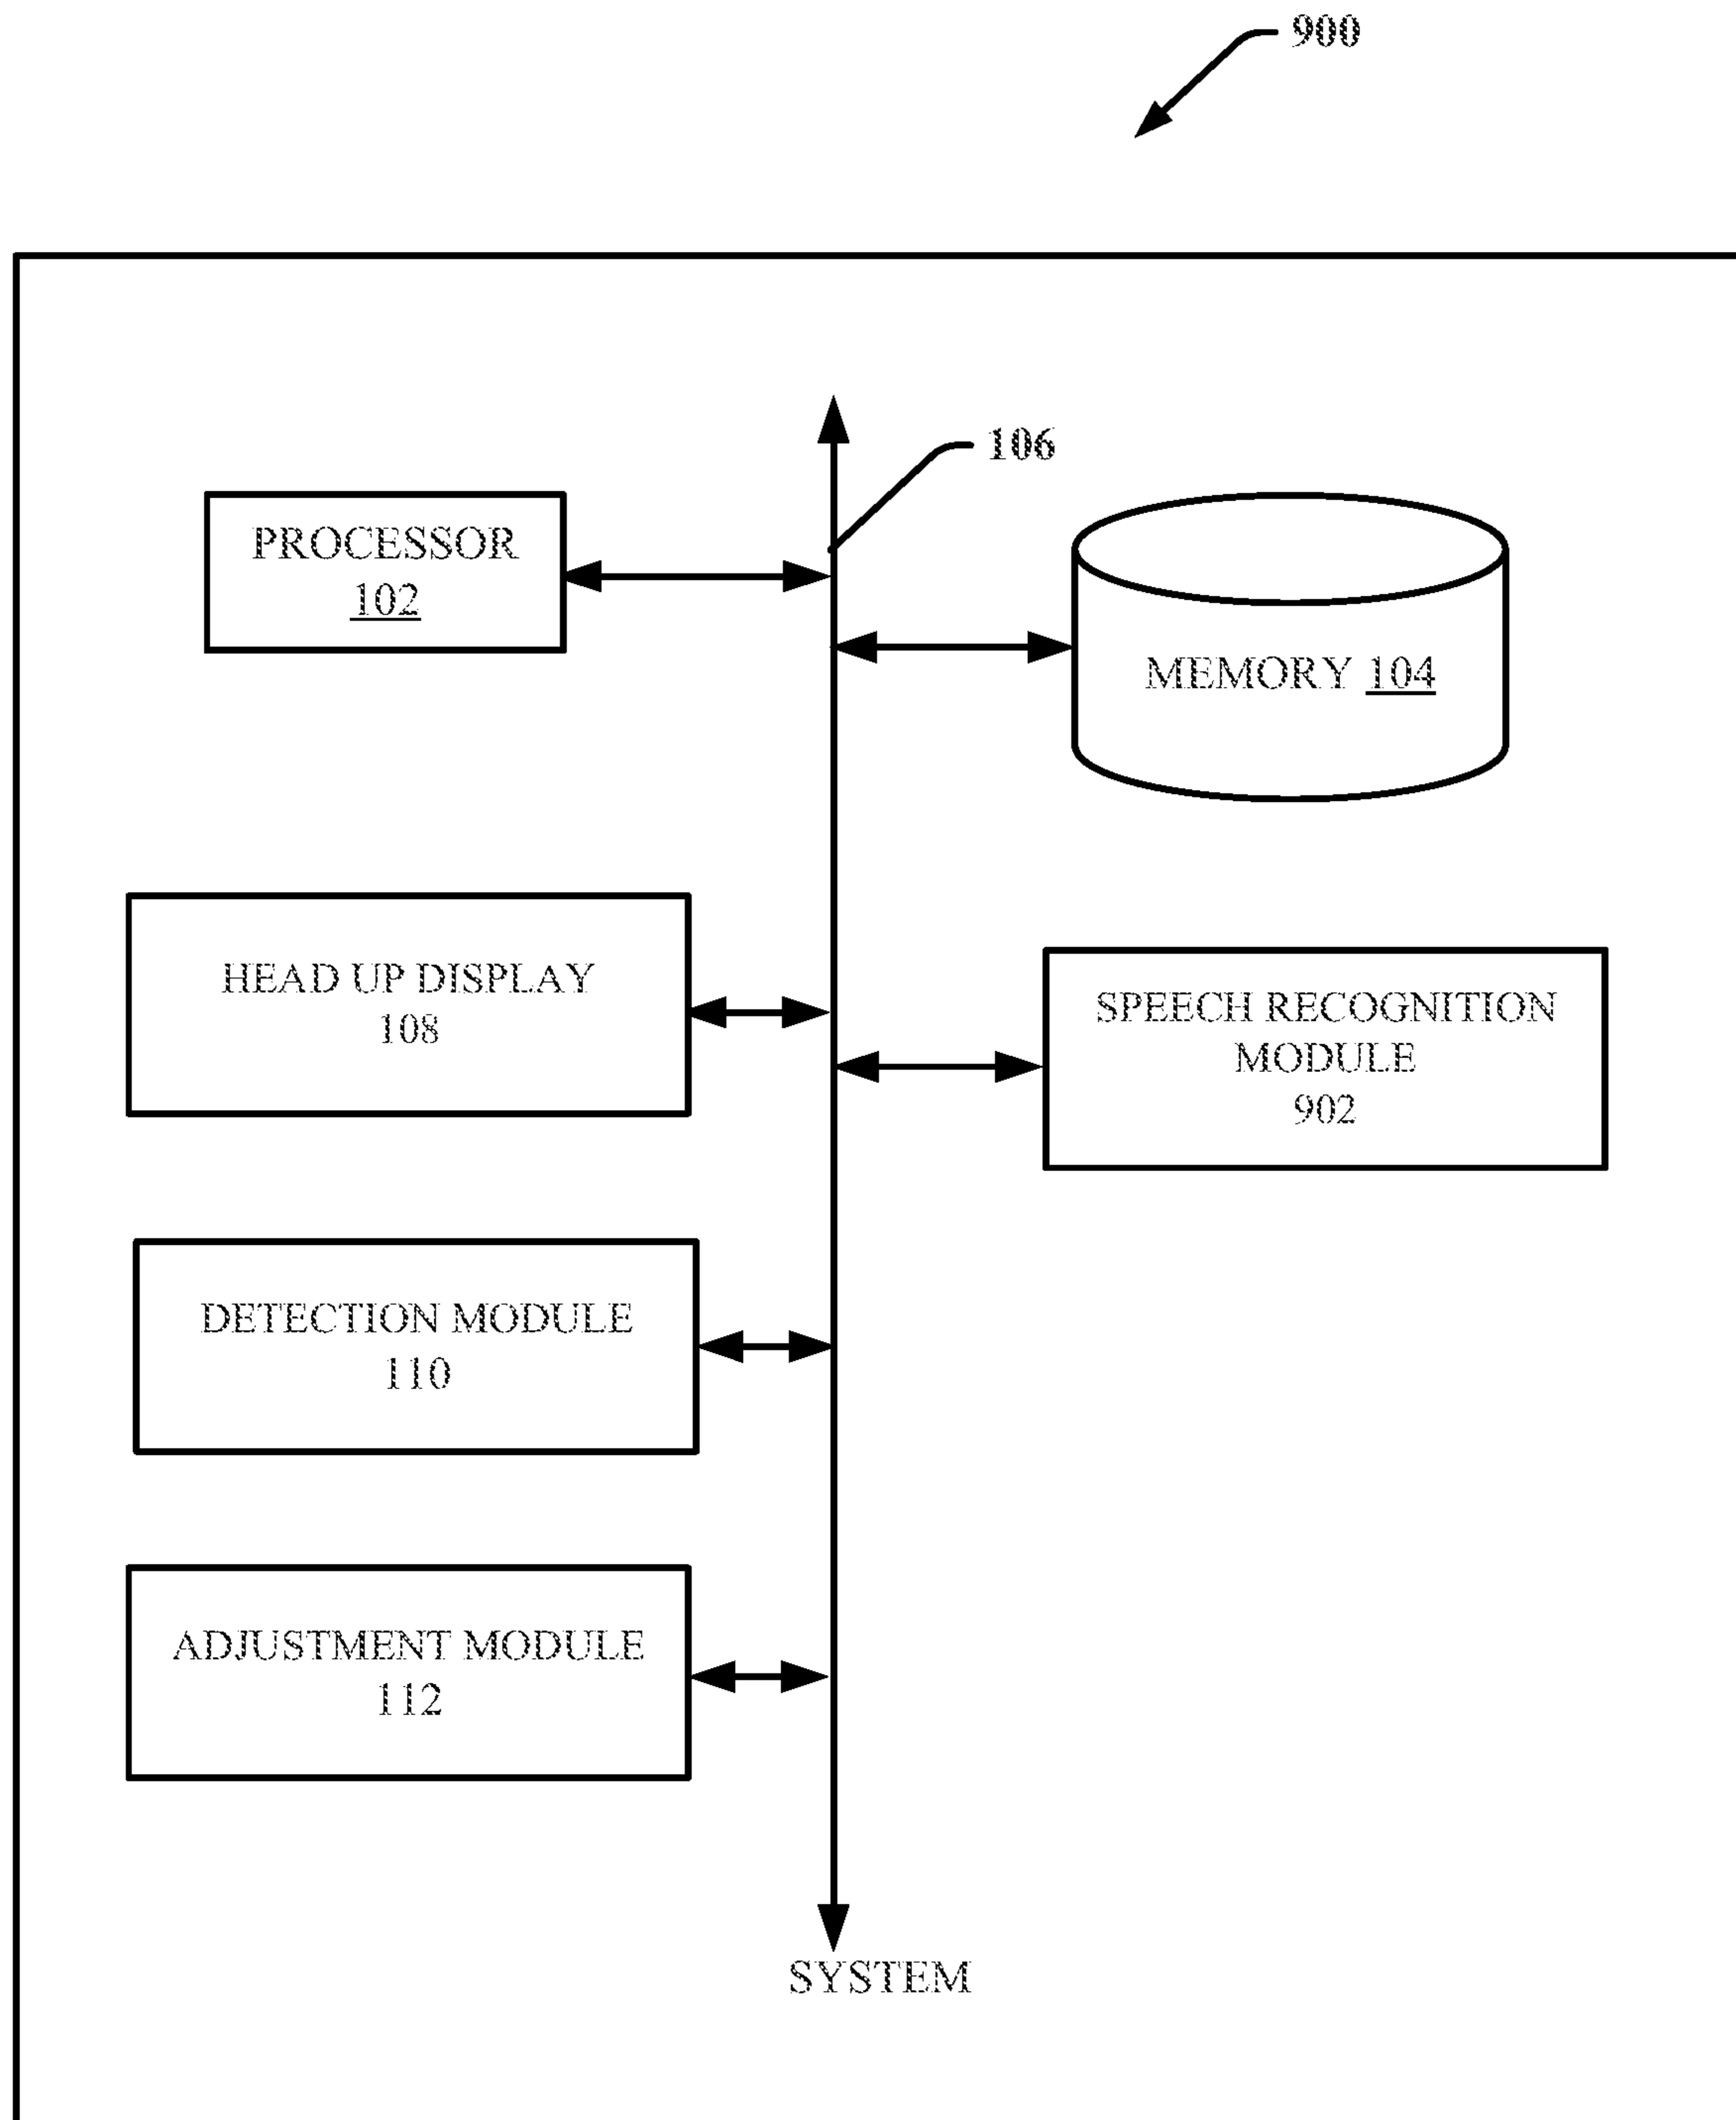 900
106
PROCESSOR
102
MEMORY 104
HEAD UP DISPLAY
108
SPEECH RECOGNITION
MODULE
902
DETECTION MODULE
110
ADJUSTMENT MODULE
112
SYSTEM